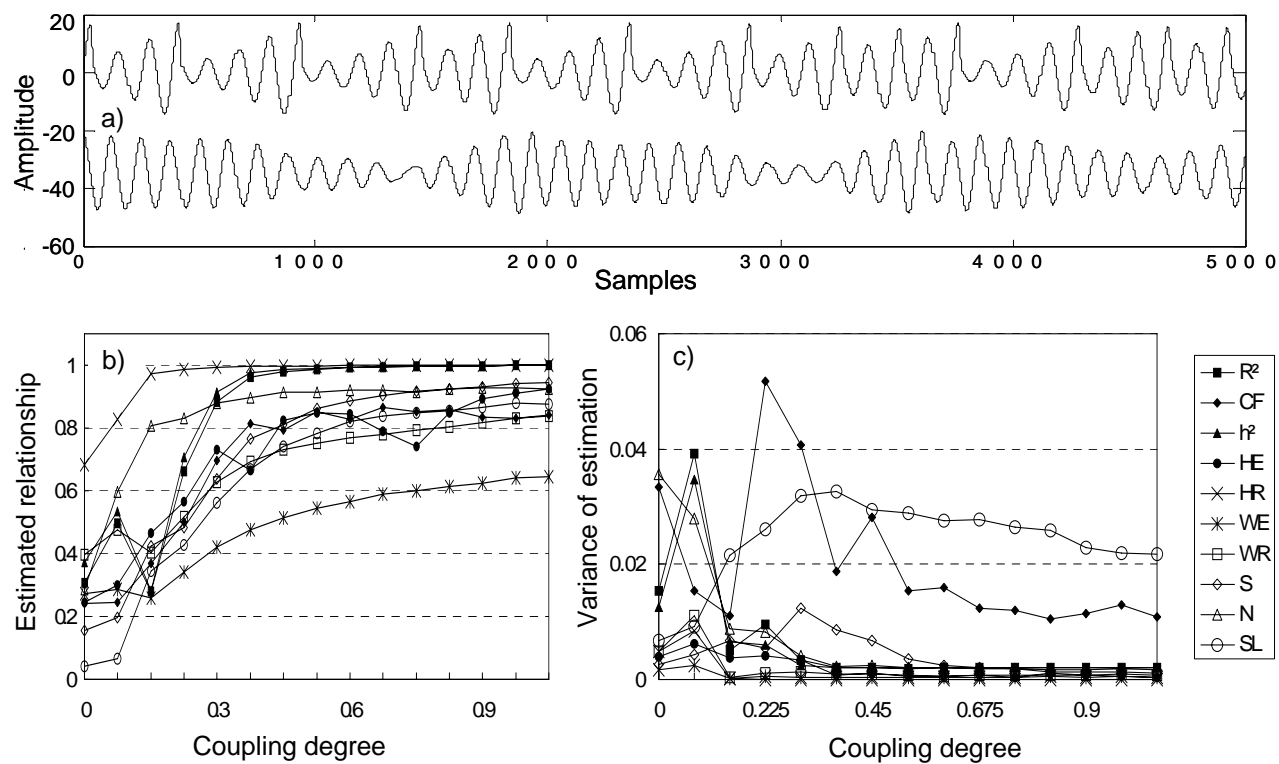 20
0
-20
-40
-60
Amplitude
a)
0 1000 2000 3000 4000 5000
Samples
b)
1
0.8
0.6
0.4
0.2
0
Estimated relationship
0 0.3 0.6 0.9
Coupling degree
c)
0.06
0.04
0.02
0
Variance of estimation
0 0.225 0.45 0.675 0.9
Coupling degree
R²
CF
h²
HE
HR
WE
WR
S
N
SL